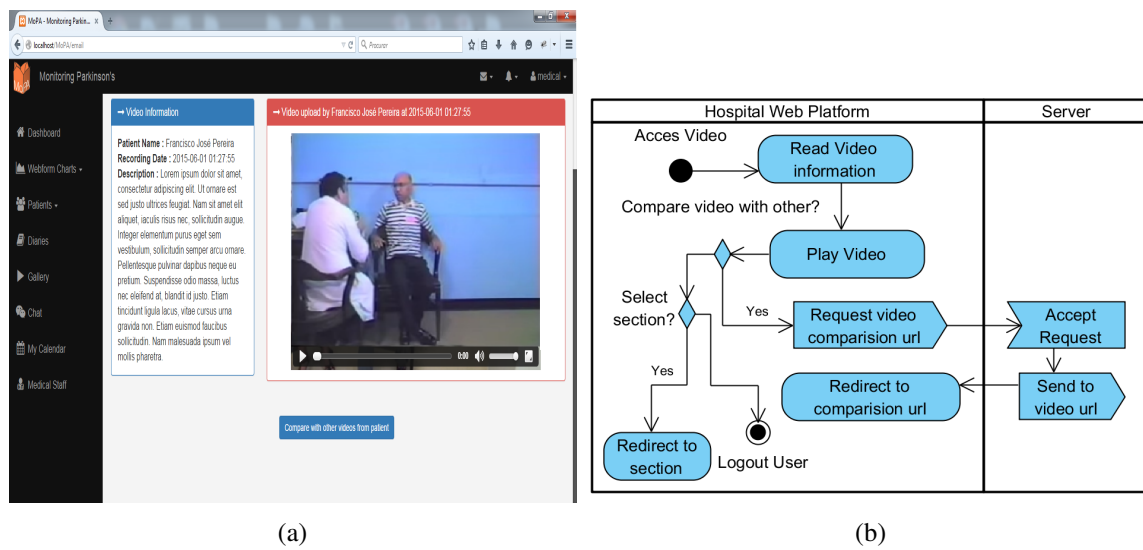 MoPA - Monitoring Parkin... ×
localhost/MoPA/email
Procurar
MoPA
Monitoring Parkinson's
medical
Dashboard
Webform Charts
Patients
Diaries
Gallery
Chat
My Calendar
Medical Staff
→ Video Information
Patient Name : Francisco José Pereira
Recording Date : 2015-06-01 01:27:55
Description : Lorem ipsum dolor sit amet,
consectetur adipiscing elit. Ut ornare est
sed justo ultrices feugiat. Nam sit amet elit
aliquet, iaculis risus nec, sollicitudin augue.
Integer elementum purus eget sem
vestibulum, sollicitudin semper arcu ornare.
Pellentesque pulvinar dapibus neque eu
pretium. Suspendisse odio massa, luctus
nec eleifend at, blandit id justo. Etiam
tincidunt ligula lacus, vitae cursus urna
gravida non. Etiam euismod faucibus
sollicitudin. Nam malesuada ipsum vel
mollis pharetra.
→ Video upload by Francisco José Pereira at 2015-06-01 01:27:55
0:00
Compare with other videos from patient
(a)
Hospital Web Platform
Server
Acces Video
Read Video
information
Compare video with other?
Play Video
Select
section?
Yes
Request video
comparision url
Accept
Request
Yes
Redirect to
comparision url
Send to
video url
Redirect to
section
Logout User
(b)